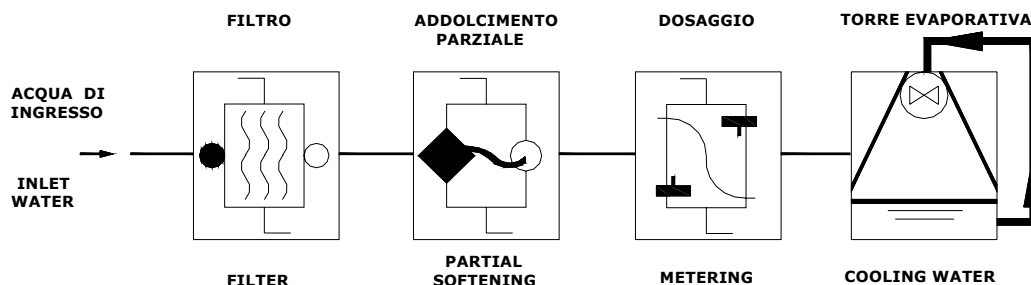 FILTRO
ADDOLCIMENTO
PARZIALE
DOSAGGIO
TORRE EVAPORATIVA
ACQUA DI
INGRESSO
INLET
WATER
FILTER
PARTIAL
SOFTENING
METERING
COOLING WATER